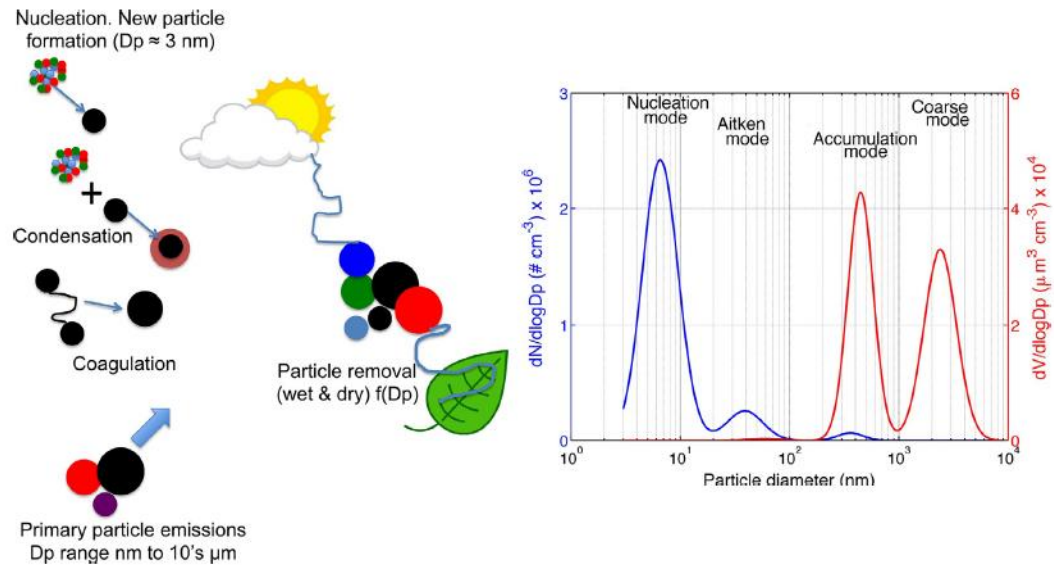 Nucleation. New particle
formation (Dp ≈ 3 nm)
+
Condensation
Coagulation
Primary particle emissions
Dp range nm to 10's µm
Particle removal
(wet & dry) f(Dp)
dN/dlogDp (# cm⁻³) x 10⁶
3
2
1
0
Nucleation
mode
Aitken
mode
Accumulation
mode
Coarse
mode
6
4
2
0
dV/dlogDp (µm³ cm⁻³) x 10⁴
10⁰
10¹
10²
10³
10⁴
Particle diameter (nm)